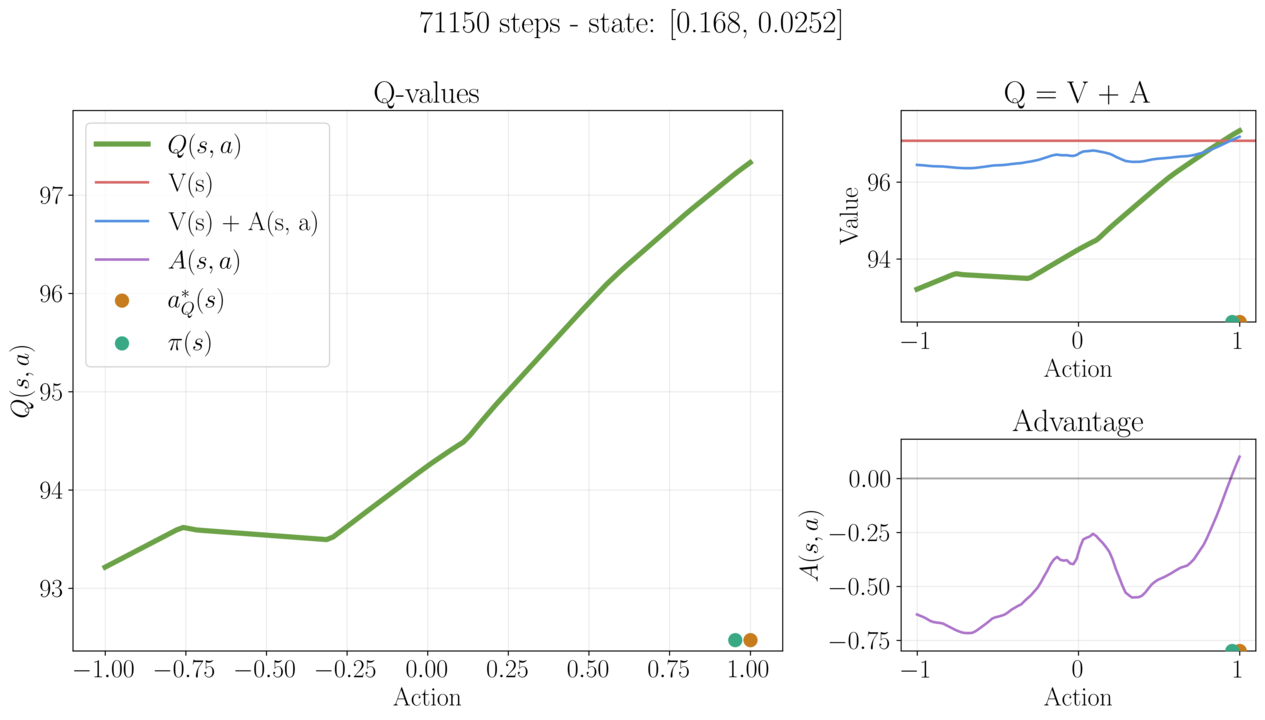 71150 steps - state: [0.168, 0.0252]
Q-values
Q(s, a)
V(s)
V(s) + A(s, a)
A(s, a)
a*Q(s)
π(s)
97
96
95
94
93
Q(s, a)
−1.00 −0.75 −0.50 −0.25 0.00 0.25 0.50 0.75 1.00
Action
Q = V + A
96
94
Value
−1 0 1
Action
Advantage
0.00
−0.25
−0.50
−0.75
A(s, a)
−1 0 1
Action